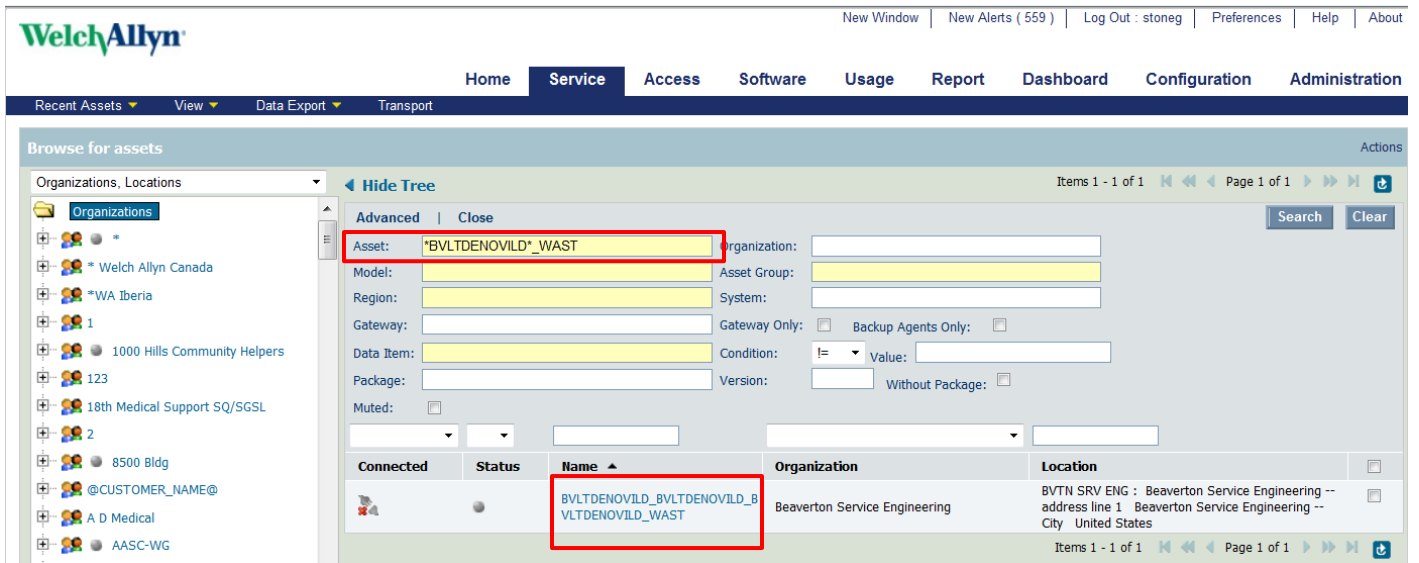 New Window | New Alerts ( 559 ) | Log Out : stoneg | Preferences | Help | About
WelchAllyn
Home Service Access Software Usage Report Dashboard Configuration Administration
Recent Assets View Data Export Transport
Browse for assets Actions
Organizations, Locations
Hide Tree Items 1 - 1 of 1 Page 1 of 1
Organizations
*
* Welch Allyn Canada
*WA Iberia
1
1000 Hills Community Helpers
123
18th Medical Support SQ/SGSL
2
8500 Bldg
@CUSTOMER_NAME@
A D Medical
AASC-WG
Advanced | Close Search Clear
Asset: *BVLTDENOVILD*_WAST Organization:
Model: Asset Group:
Region: System:
Gateway: Gateway Only: Backup Agents Only:
Data Item: Condition: != Value:
Package: Version: Without Package:
Muted:
Connected Status Name Organization Location
BVLTDENOVILD_BVLTDENOVILD_B
VLTDENOVILD_WAST
Beaverton Service Engineering
BVTN SRV ENG : Beaverton Service Engineering --
address line 1 Beaverton Service Engineering --
City United States
Items 1 - 1 of 1 Page 1 of 1